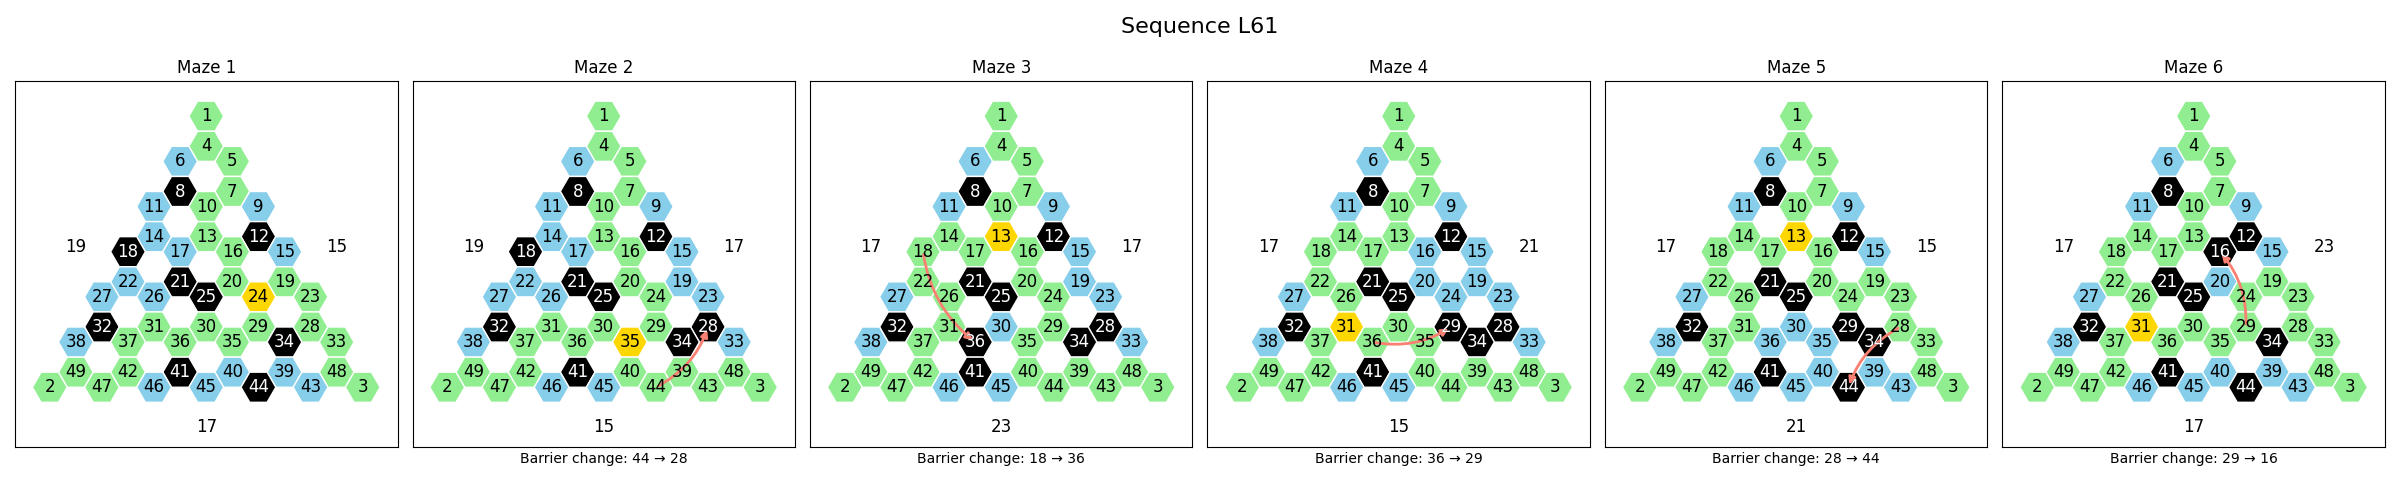 Sequence L61
Maze 1
1
4
6 5
8 7
11 10 9
14 13 12
18 17 16 15
19 15
22 21 20 19
27 26 25 24 23
32 31 30 29 28
38 37 36 35 34 33
49 42 41 40 39 48
2 47 46 45 44 43 3
17
Maze 2
1
4
6 5
8 7
11 10 9
14 13 12
18 17 16 15
19 17
22 21 20 19
27 26 25 24 23
32 31 30 29 28
38 37 36 35 34 33
49 42 41 40 39 48
2 47 46 45 44 43 3
15
Barrier change: 44 → 28
Maze 3
1
4
6 5
8 7
11 10 9
14 13 12
18 17 16 15
17 17
22 21 20 19
27 26 25 24 23
32 31 30 29 28
38 37 36 35 34 33
49 42 41 40 39 48
2 47 46 45 44 43 3
23
Barrier change: 18 → 36
Maze 4
1
4
6 5
8 7
11 10 9
14 13 12
18 17 16 15
17 21
22 21 20 19
27 26 25 24 23
32 31 30 29 28
38 37 36 35 34 33
49 42 41 40 39 48
2 47 46 45 44 43 3
15
Barrier change: 36 → 29
Maze 5
1
4
6 5
8 7
11 10 9
14 13 12
18 17 16 15
17 15
22 21 20 19
27 26 25 24 23
32 31 30 29 28
38 37 36 35 34 33
49 42 41 40 39 48
2 47 46 45 44 43 3
21
Barrier change: 28 → 44
Maze 6
1
4
6 5
8 7
11 10 9
14 13 12
18 17 16 15
17 23
22 21 20 19
27 26 25 24 23
32 31 30 29 28
38 37 36 35 34 33
49 42 41 40 39 48
2 47 46 45 44 43 3
17
Barrier change: 29 → 16